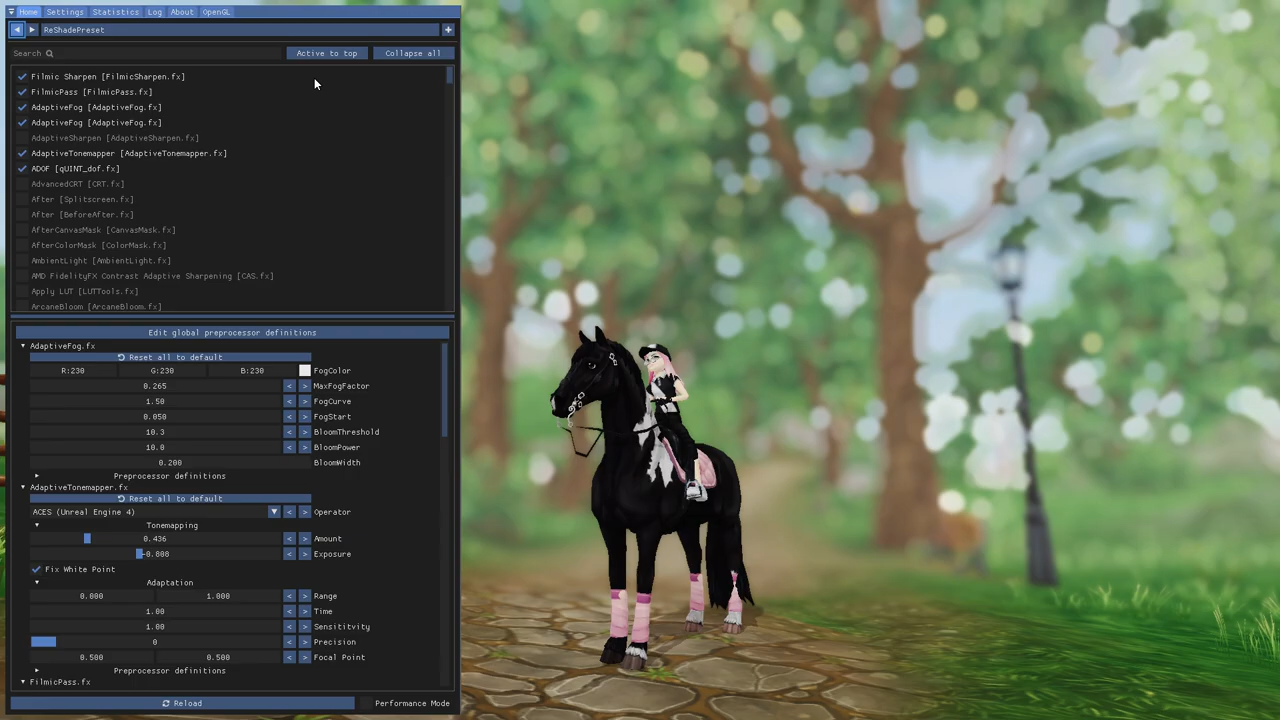 Home Settings Statistics Log About OpenGL
ReShadePreset +
Search Active to top Collapse all
Filmic Sharpen [FilmicSharpen.fx]
FilmicPass [FilmicPass.fx]
AdaptiveFog [AdaptiveFog.fx]
AdaptiveFog [AdaptiveFog.fx]
AdaptiveSharpen [AdaptiveSharpen.fx]
AdaptiveTonemapper [AdaptiveTonemapper.fx]
ADOF [qUINT_dof.fx]
AdvancedCRT [CRT.fx]
After [Splitscreen.fx]
After [BeforeAfter.fx]
AfterCanvasMask [CanvasMask.fx]
AfterColorMask [ColorMask.fx]
AmbientLight [AmbientLight.fx]
AMD FidelityFX Contrast Adaptive Sharpening [CAS.fx]
Apply LUT [LUTTools.fx]
ArcaneBloom [ArcaneBloom.fx]
Edit global preprocessor definitions
AdaptiveFog.fx
Reset all to default
R:230 G:230 B:230 FogColor
0.265 < > MaxFogFactor
1.50 < > FogCurve
0.050 < > FogStart
10.3 < > BloomThreshold
10.0 < > BloomPower
0.200 BloomWidth
Preprocessor definitions
AdaptiveTonemapper.fx
Reset all to default
ACES (Unreal Engine 4) < > Operator
Tonemapping
0.436 < > Amount
-0.808 < > Exposure
Fix White Point
Adaptation
0.000 1.000 < > Range
1.00 < > Time
1.00 < > Sensititvity
0 < > Precision
0.500 0.500 < > Focal Point
Preprocessor definitions
FilmicPass.fx
Reload Performance Mode